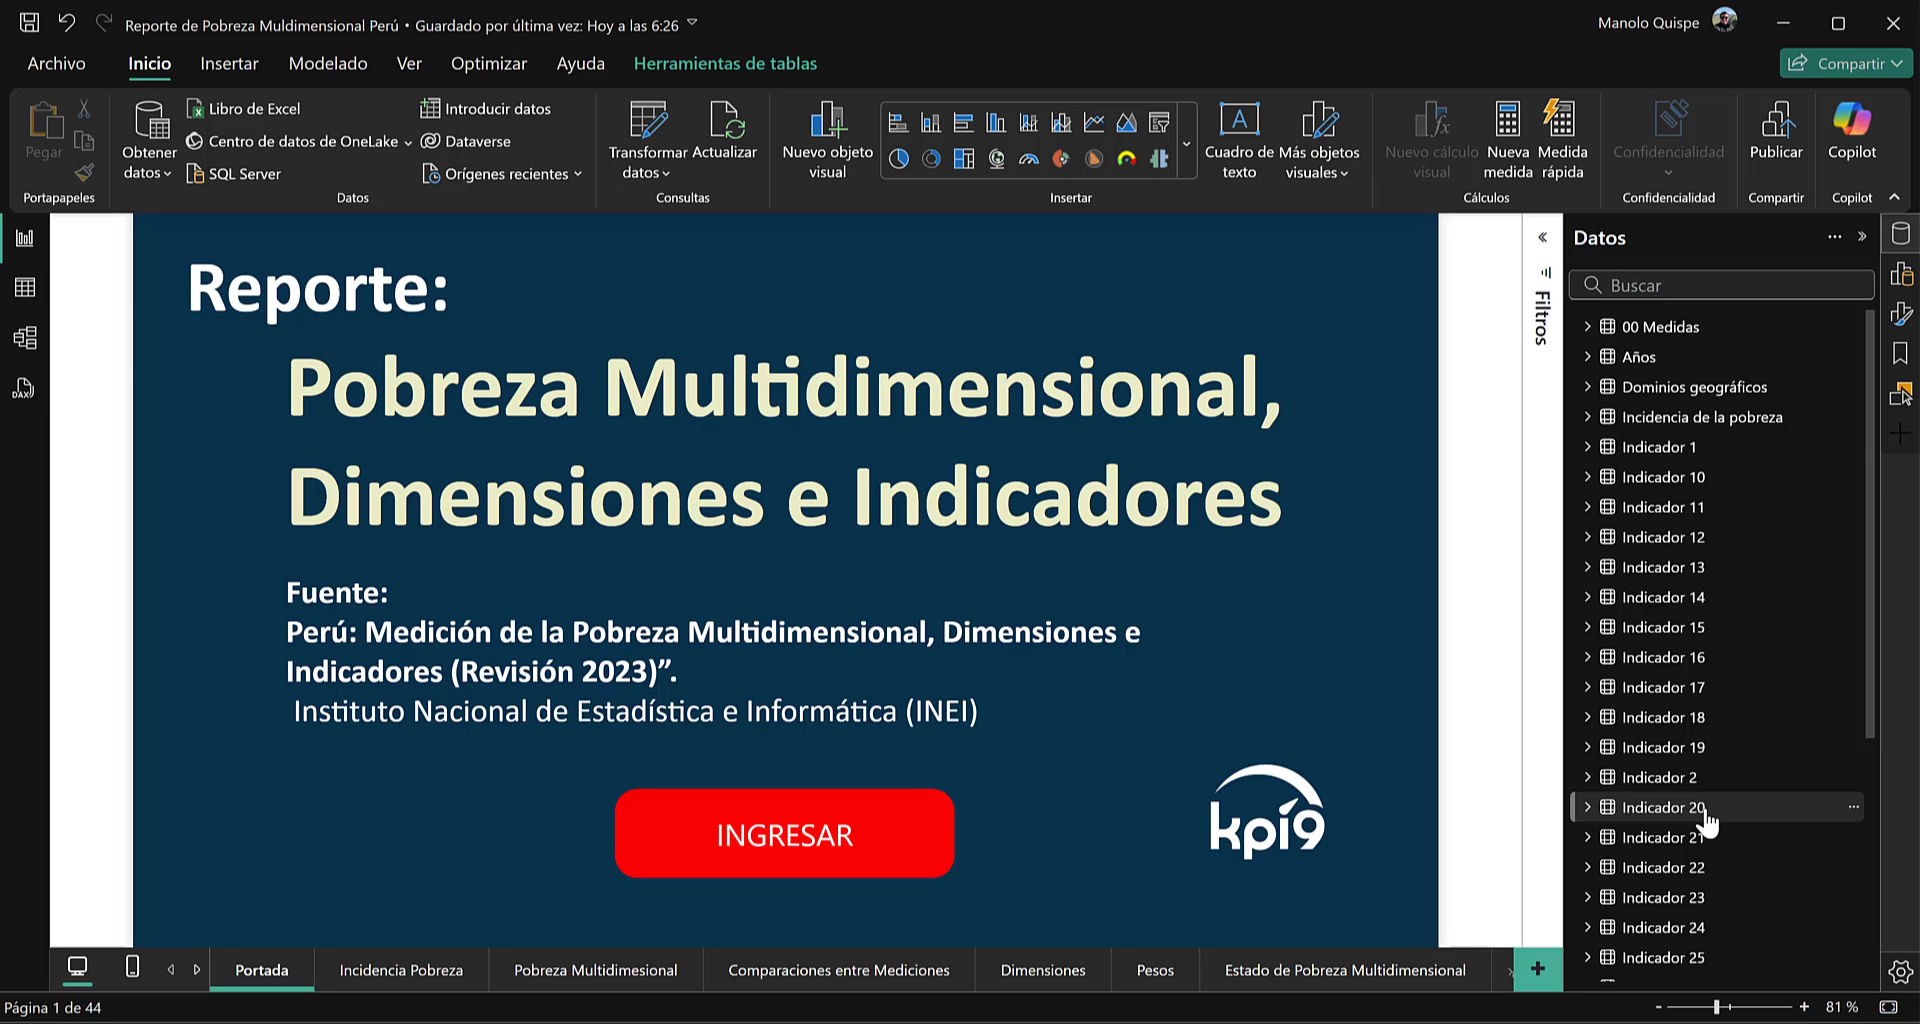 Reporte de Pobreza Muldimensional Perú • Guardado por última vez: Hoy a las 6:26
Manolo Quispe
Archivo
Inicio
Insertar
Modelado
Ver
Optimizar
Ayuda
Herramientas de tablas
Compartir
Pegar
Portapapeles
Obtener datos
Libro de Excel
Centro de datos de OneLake
SQL Server
Introducir datos
Dataverse
Orígenes recientes
Datos
Transformar datos
Actualizar
Consultas
Nuevo objeto visual
Cuadro de texto
Más objetos visuales
Insertar
Nuevo cálculo visual
Nueva medida
Medida rápida
Cálculos
Confidencialidad
Confidencialidad
Publicar
Compartir
Copilot
Copilot
DAX
Reporte:
Pobreza Multidimensional,
Dimensiones e Indicadores
Fuente:
Perú: Medición de la Pobreza Multidimensional, Dimensiones e
Indicadores (Revisión 2023)”.
Instituto Nacional de Estadística e Informática (INEI)
INGRESAR
kpi9
Filtros
Datos
Buscar
00 Medidas
Años
Dominios geográficos
Incidencia de la pobreza
Indicador 1
Indicador 10
Indicador 11
Indicador 12
Indicador 13
Indicador 14
Indicador 15
Indicador 16
Indicador 17
Indicador 18
Indicador 19
Indicador 2
Indicador 20
Indicador 21
Indicador 22
Indicador 23
Indicador 24
Indicador 25
Portada
Incidencia Pobreza
Pobreza Multidimesional
Comparaciones entre Mediciones
Dimensiones
Pesos
Estado de Pobreza Multidimensional
Página 1 de 44
81 %